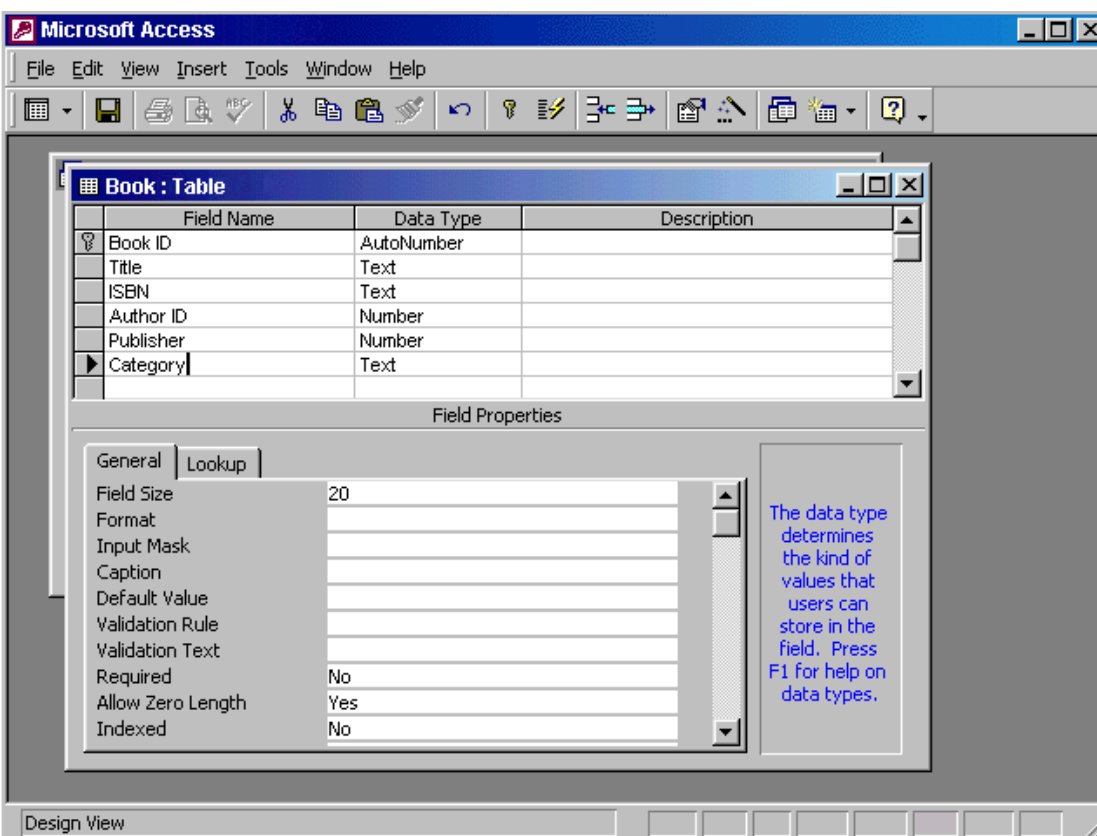 Microsoft Access
File Edit View Insert Tools Window Help
ABC
Book : Table
Field Name Data Type Description
Book ID AutoNumber
Title Text
ISBN Text
Author ID Number
Publisher Number
Category Text
Field Properties
General Lookup
Field Size 20
Format
Input Mask
Caption
Default Value
Validation Rule
Validation Text
Required No
Allow Zero Length Yes
Indexed No
The data type
determines
the kind of
values that
users can
store in the
field. Press
F1 for help on
data types.
Design View